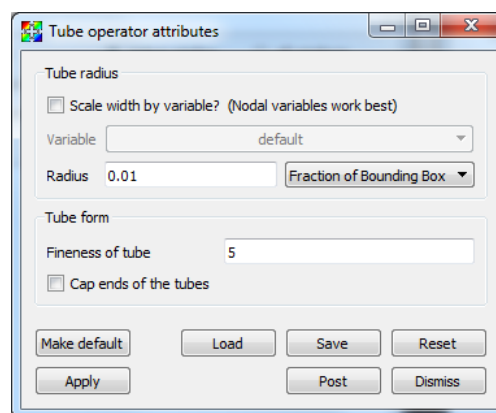 Tube operator attributes
Tube radius
Scale width by variable? (Nodal variables work best)
Variable default
Radius 0.01 Fraction of Bounding Box
Tube form
Fineness of tube 5
Cap ends of the tubes
Make default Load Save Reset
Apply Post Dismiss